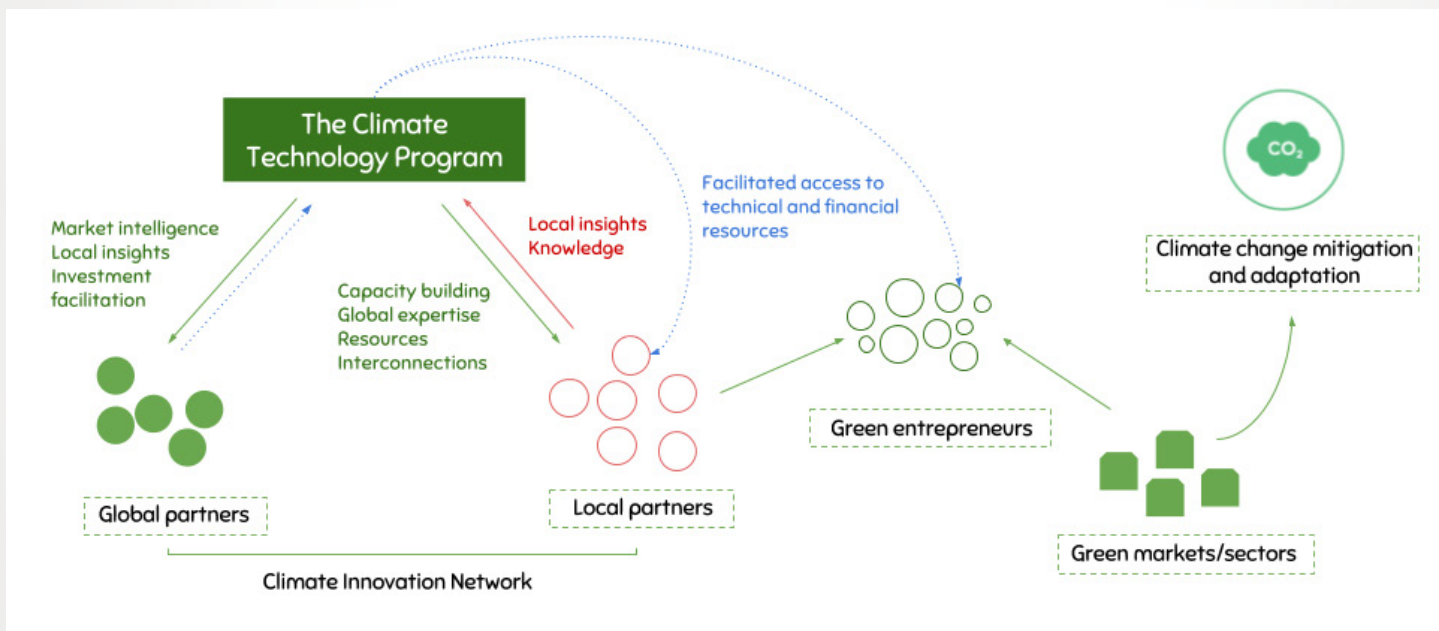 The Climate
Technology Program
CO₂
Market intelligence
Local insights
Investment
facilitation
Local insights
Knowledge
Facilitated access to
technical and financial
resources
Capacity building
Global expertise
Resources
Interconnections
Climate change mitigation
and adaptation
Green entrepreneurs
Global partners
Local partners
Green markets/sectors
Climate Innovation Network